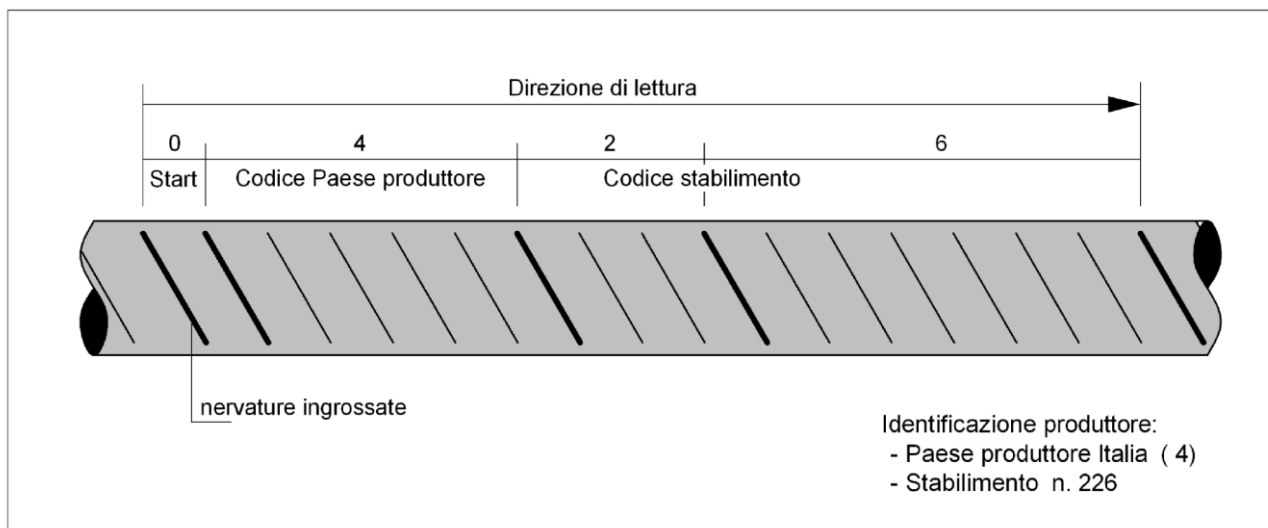 Direzione di lettura
0 4 2 6
Start Codice Paese produttore Codice stabilimento
nervature ingrossate
Identificazione produttore:
- Paese produttore Italia ( 4)
- Stabilimento n. 226